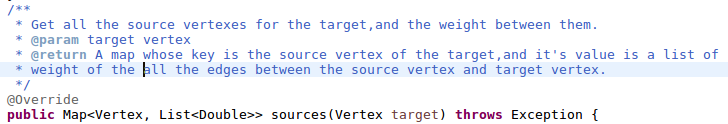 /**
* Get all the source vertexes for the target,and the weight between them.
* @param target vertex
* @return A map whose key is the source vertex of the target,and it's value is a list of
* weight of the all the edges between the source vertex and target vertex.
*/
@Override
public Map<Vertex, List<Double>> sources(Vertex target) throws Exception {